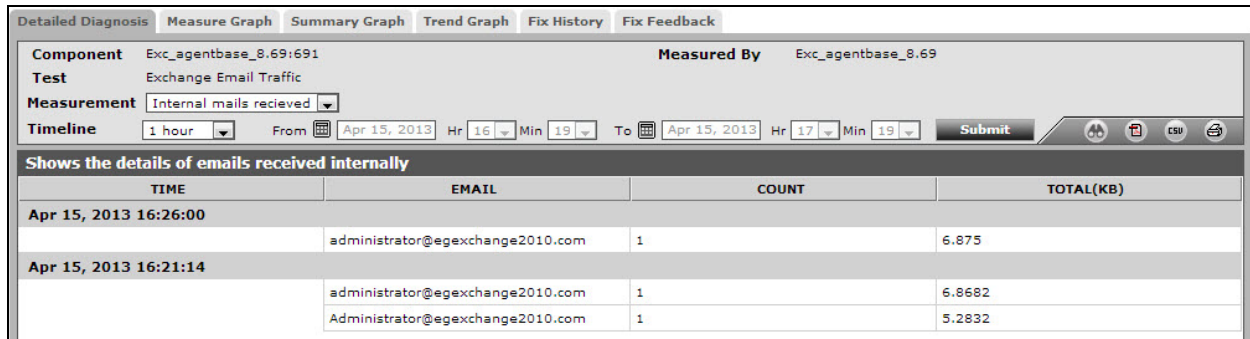 Detailed Diagnosis Measure Graph Summary Graph Trend Graph Fix History Fix Feedback
Component Exc_agentbase_8.69:691 Measured By Exc_agentbase_8.69
Test Exchange Email Traffic
Measurement Internal mails recieved
Timeline 1 hour From Apr 15, 2013 Hr 16 Min 19 To Apr 15, 2013 Hr 17 Min 19 Submit CSV
Shows the details of emails received internally
TIME EMAIL COUNT TOTAL(KB)
Apr 15, 2013 16:26:00
administrator@egexchange2010.com 1 6.875
Apr 15, 2013 16:21:14
administrator@egexchange2010.com 1 6.8682
Administrator@egexchange2010.com 1 5.2832